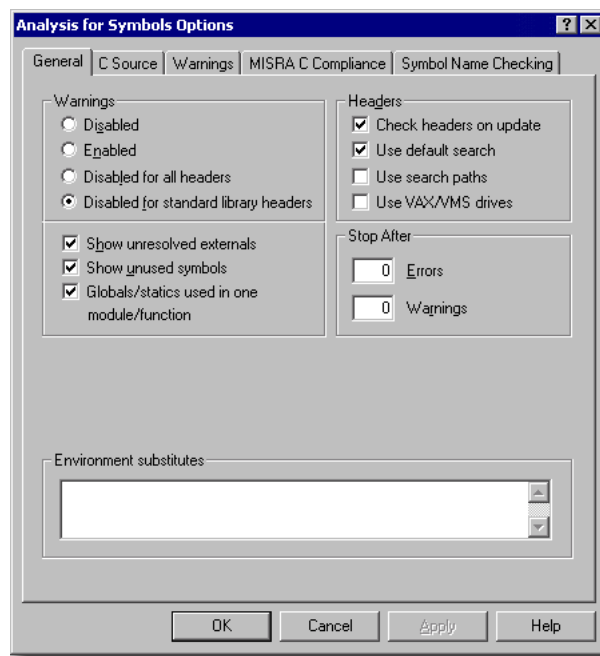 Analysis for Symbols Options
General
C Source
Warnings
MISRA C Compliance
Symbol Name Checking
Warnings
Disabled
Enabled
Disabled for all headers
Disabled for standard library headers
Show unresolved externals
Show unused symbols
Globals/statics used in one
module/function
Headers
Check headers on update
Use default search
Use search paths
Use VAX/VMS drives
Stop After
0 Errors
0 Warnings
Environment substitutes
OK
Cancel
Apply
Help